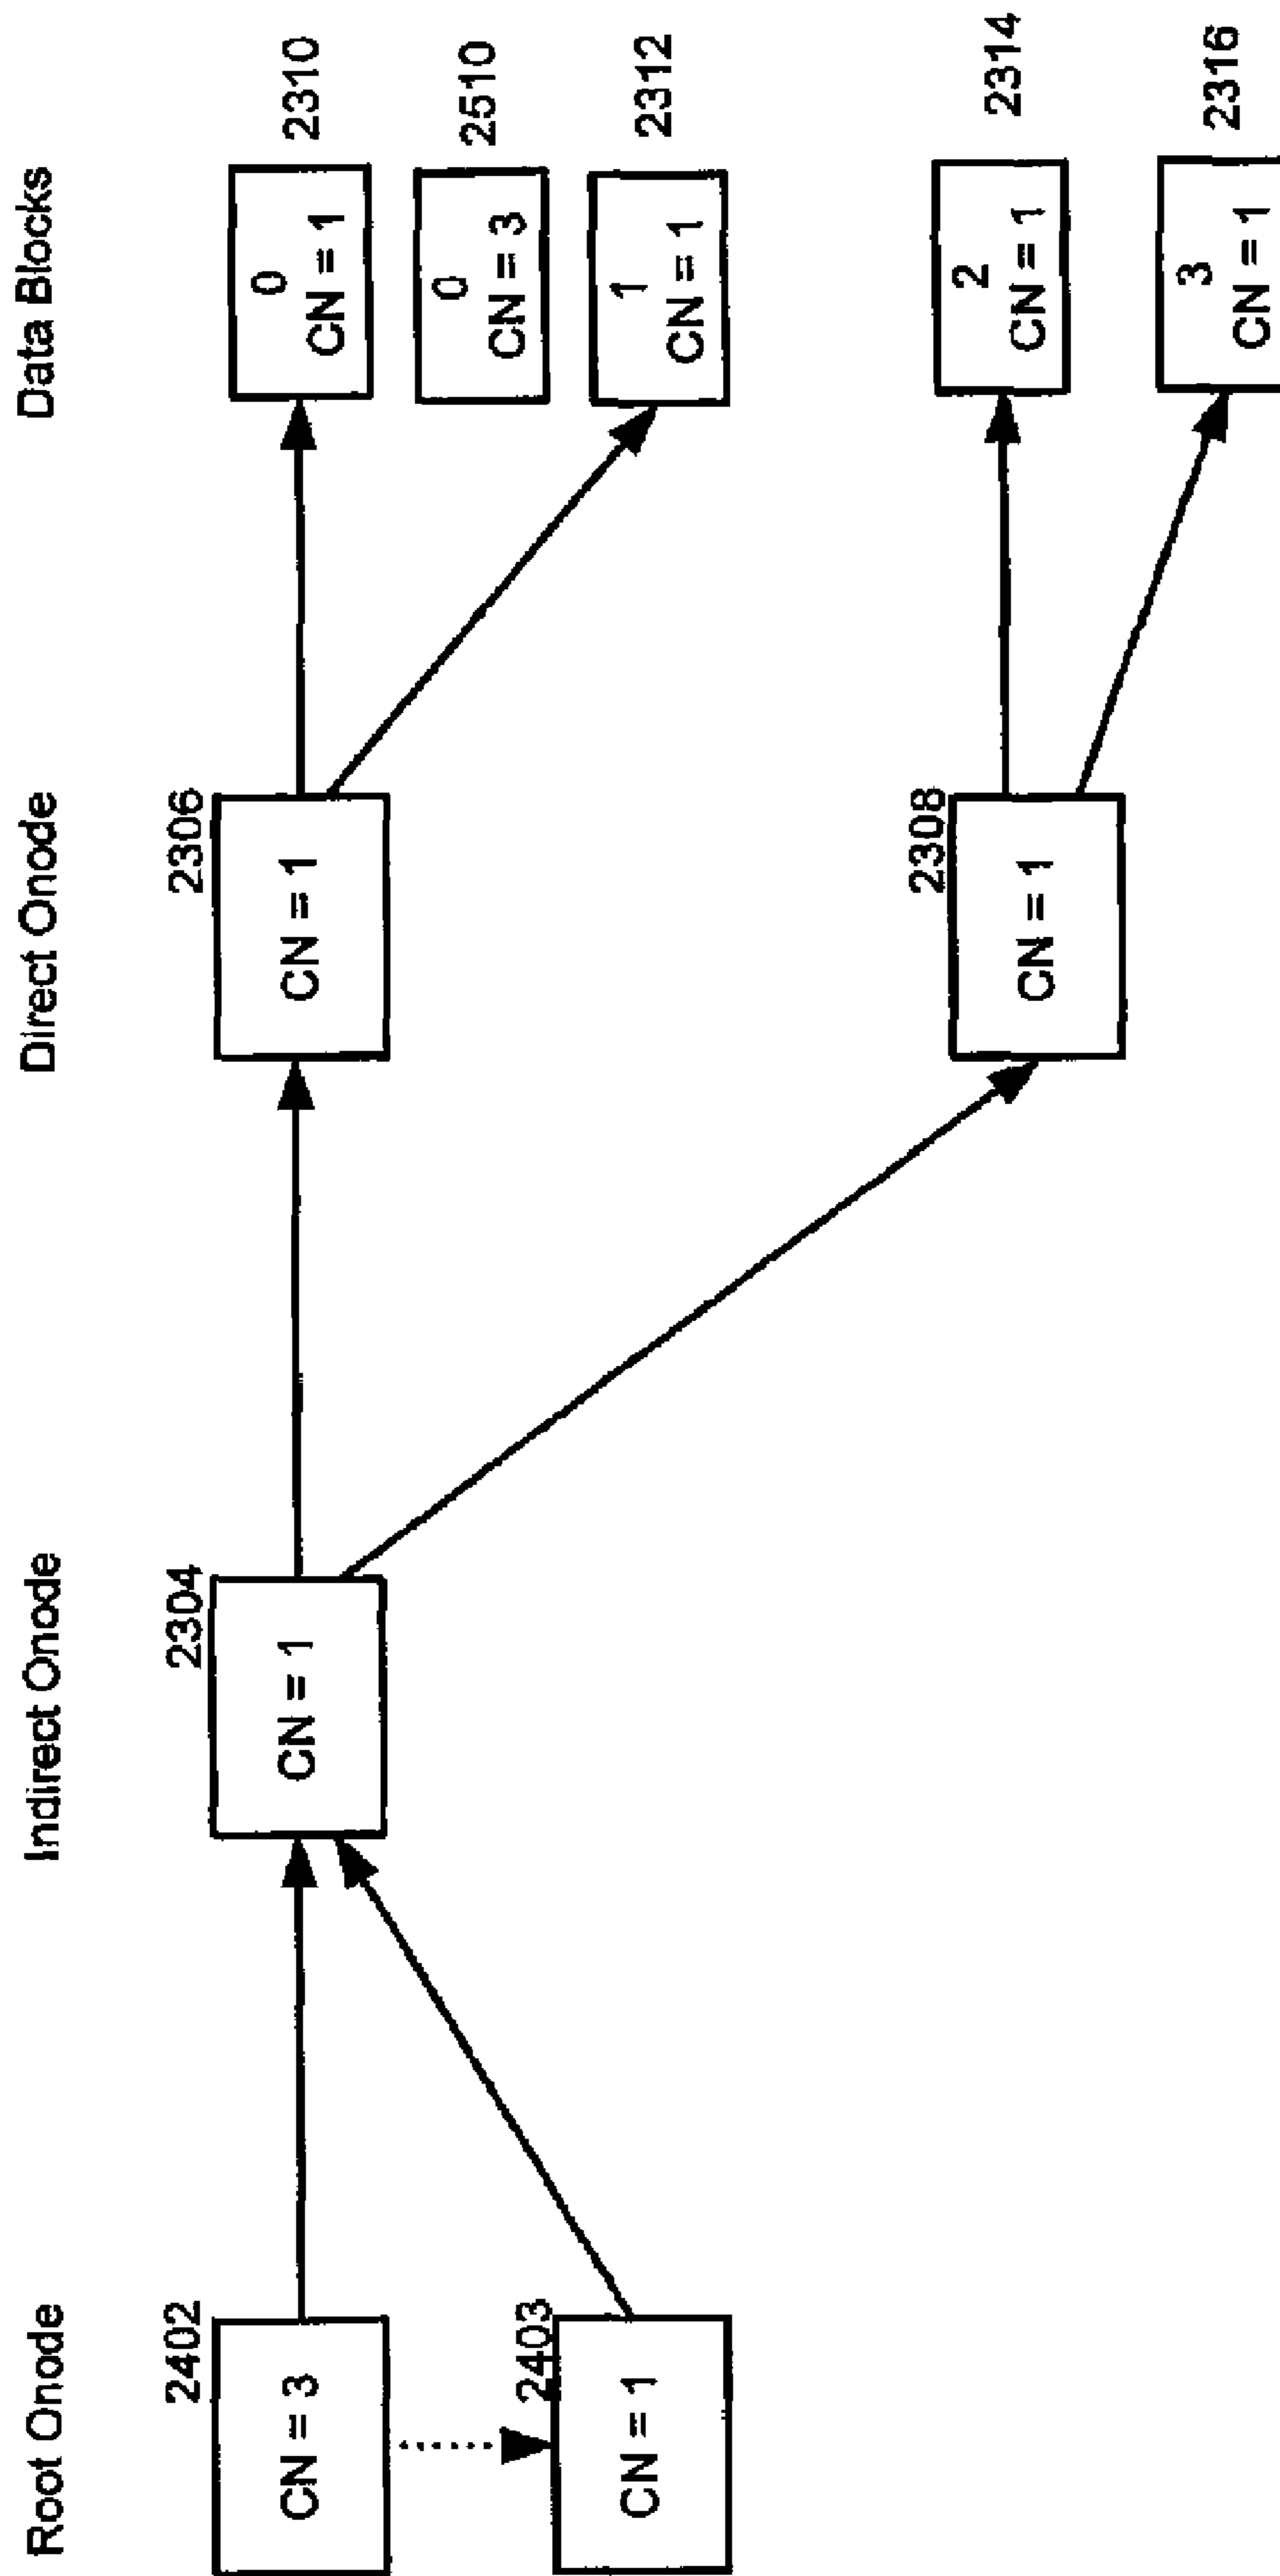 Root Onode
Indirect Onode
Direct Onode
Data Blocks
2402
CN = 3
2403
CN = 1
2304
CN = 1
2306
CN = 1
2308
CN = 1
0
CN = 1
2310
0
CN = 3
2510
1
CN = 1
2312
2
CN = 1
2314
3
CN = 1
2316